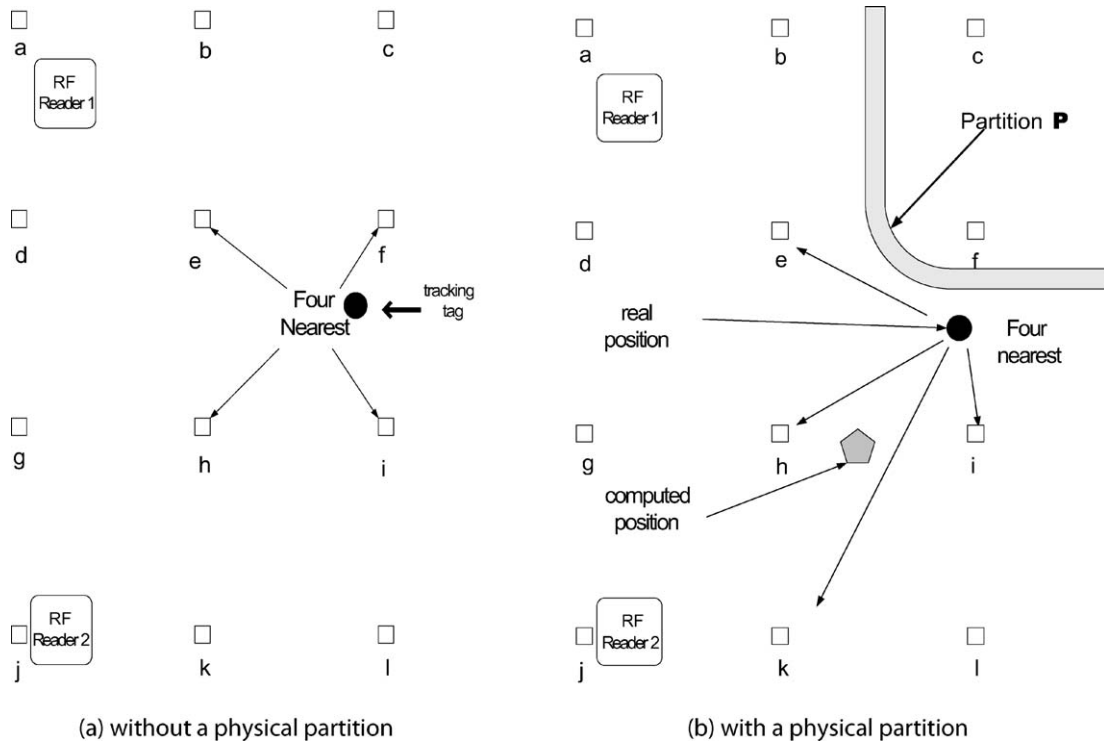 a
b
c
RF
Reader 1
d
e
f
Four
Nearest
tracking
tag
g
h
i
RF
Reader 2
j
k
l
(a) without a physical partition
a
b
c
RF
Reader 1
Partition P
d
e
f
real
position
Four
nearest
g
h
i
computed
position
RF
Reader 2
j
k
l
(b) with a physical partition